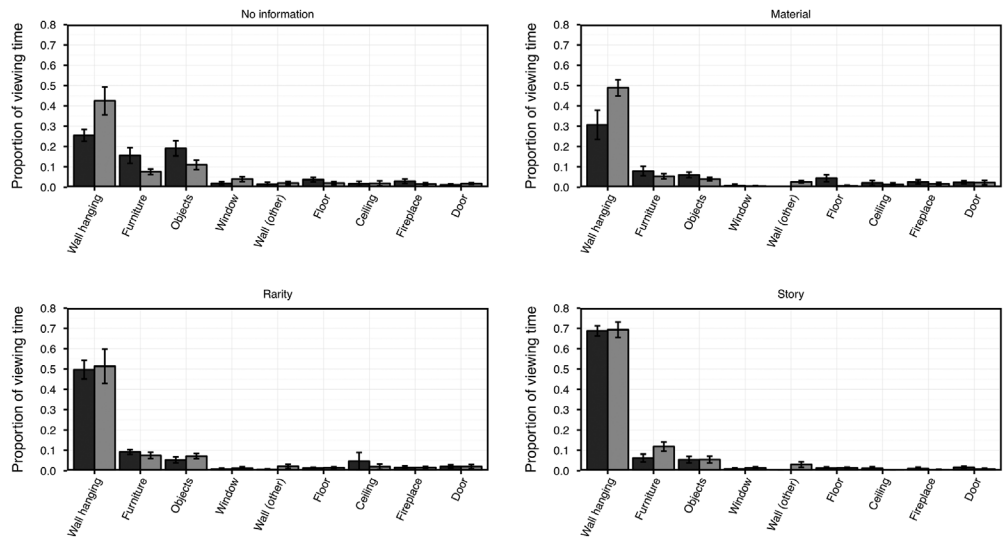 No information
Proportion of viewing time
0.8
0.7
0.6
0.5
0.4
0.3
0.2
0.1
0.0
Wall hanging
Furniture
Objects
Window
Wall (other)
Floor
Ceiling
Fireplace
Door
Material
Proportion of viewing time
0.8
0.7
0.6
0.5
0.4
0.3
0.2
0.1
0.0
Wall hanging
Furniture
Objects
Window
Wall (other)
Floor
Ceiling
Fireplace
Door
Rarity
Proportion of viewing time
0.8
0.7
0.6
0.5
0.4
0.3
0.2
0.1
0.0
Wall hanging
Furniture
Objects
Window
Wall (other)
Floor
Ceiling
Fireplace
Door
Story
Proportion of viewing time
0.8
0.7
0.6
0.5
0.4
0.3
0.2
0.1
0.0
Wall hanging
Furniture
Objects
Window
Wall (other)
Floor
Ceiling
Fireplace
Door